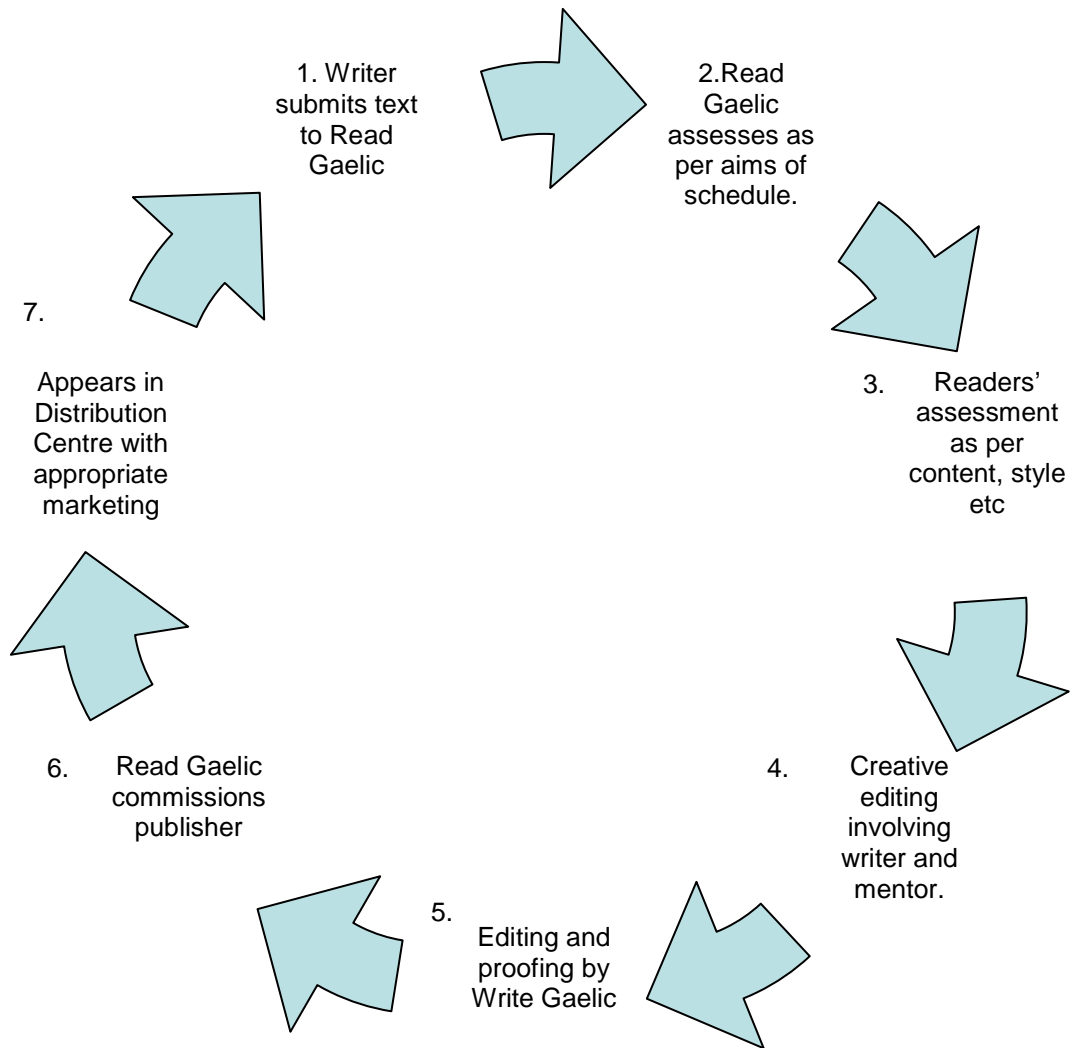 1. Writer
submits text
to Read
Gaelic
2.Read
Gaelic
assesses as
per aims of
schedule.
3. Readers’
assessment
as per
content, style
etc
4. Creative
editing
involving
writer and
mentor.
5.
Editing and
proofing by
Write Gaelic
6. Read Gaelic
commissions
publisher
7.
Appears in
Distribution
Centre with
appropriate
marketing